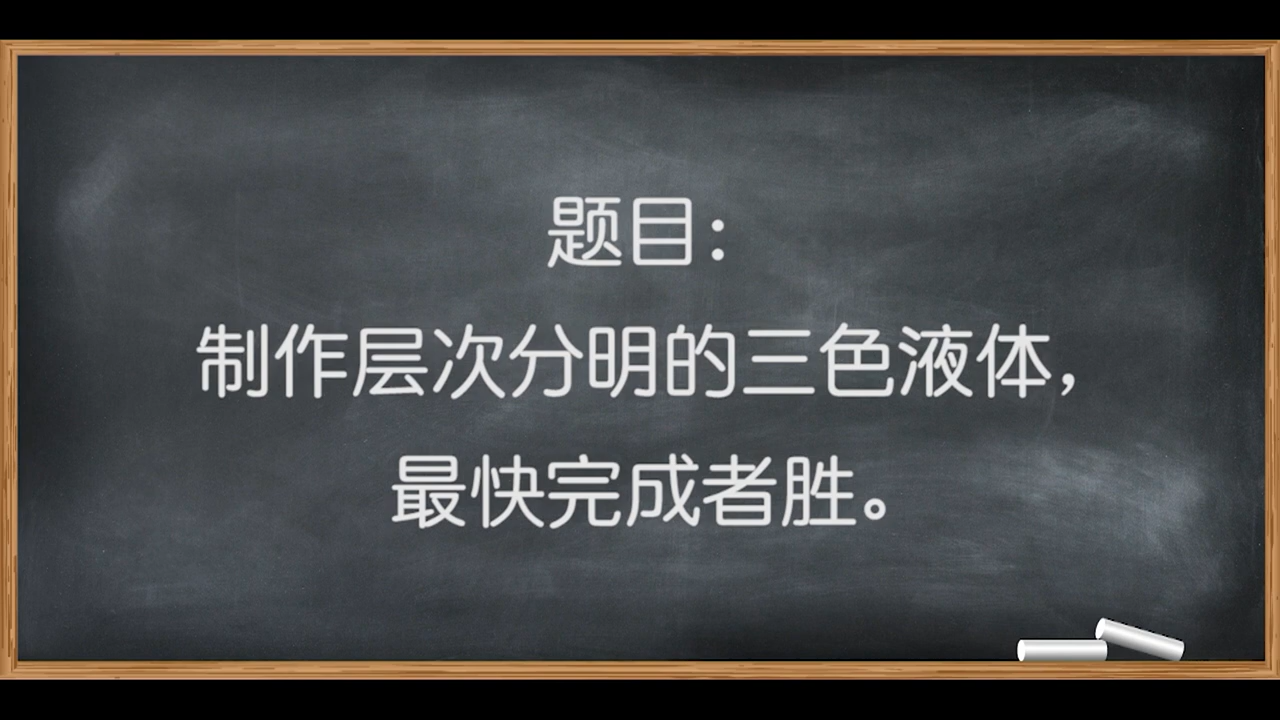 题目：
制作层次分明的三色液体，
最快完成者胜。